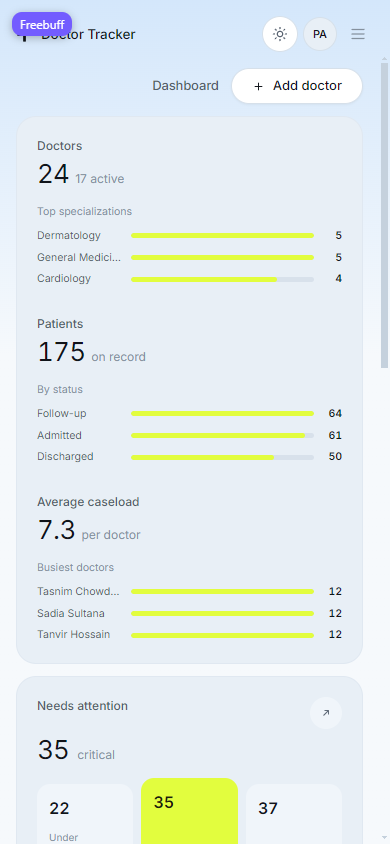 Freebuff
Doctor Tracker
PA
Dashboard
+ Add doctor
Doctors
24 17 active
Top specializations
Dermatology 5
General Medici... 5
Cardiology 4
Patients
175 on record
By status
Follow-up 64
Admitted 61
Discharged 50
Average caseload
7.3 per doctor
Busiest doctors
Tasnim Chowd... 12
Sadia Sultana 12
Tanvir Hossain 12
Needs attention
35 critical
22 35 37
Under